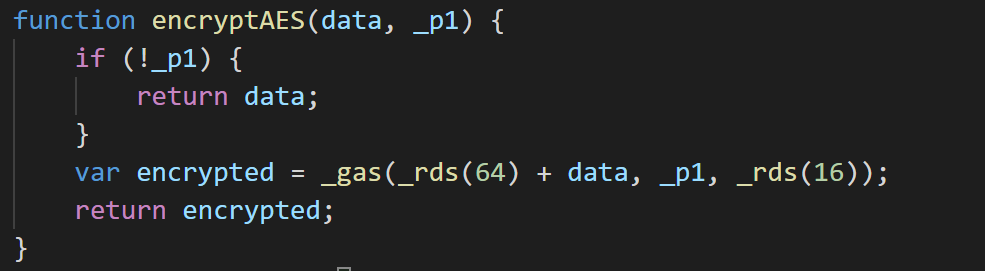 function encryptAES(data, _p1) {
    if (!_p1) {
        return data;
    }
    var encrypted = _gas(_rds(64) + data, _p1, _rds(16));
    return encrypted;
}